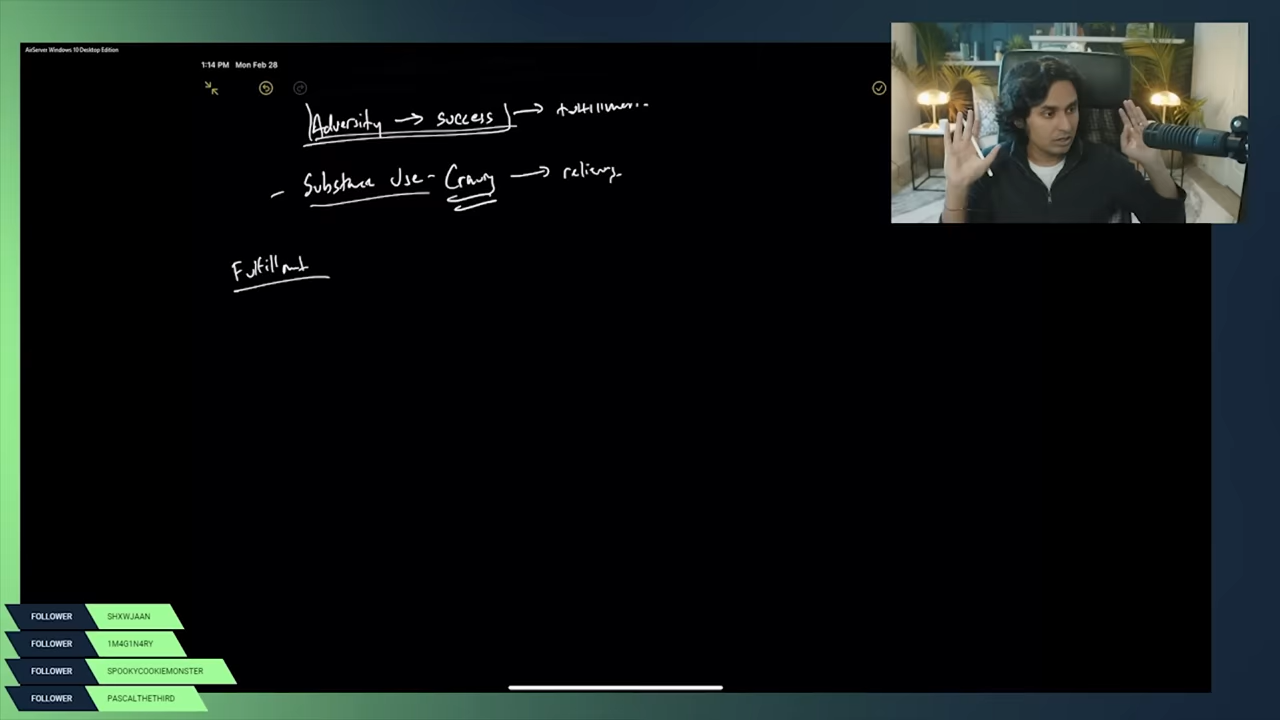 AirServer Windows 10 Desktop Edition
1:14 PM Mon Feb 28
Adversity → success → fulfillment..
- Substance Use - Craving → relieving
Fulfillment
FOLLOWER SHXWJAAN
FOLLOWER 1M4G1N4RY
FOLLOWER SPOOKYCOOKIEMONSTER
FOLLOWER PASCALTHETHIRD